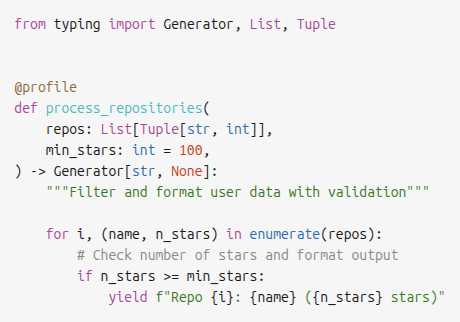 from typing import Generator, List, Tuple
@profile
def process_repositories(
    repos: List[Tuple[str, int]],
    min_stars: int = 100,
) -> Generator[str, None]:
    """Filter and format user data with validation"""
    for i, (name, n_stars) in enumerate(repos):
        # Check number of stars and format output
        if n_stars >= min_stars:
            yield f"Repo {i}: {name} ({n_stars} stars)"